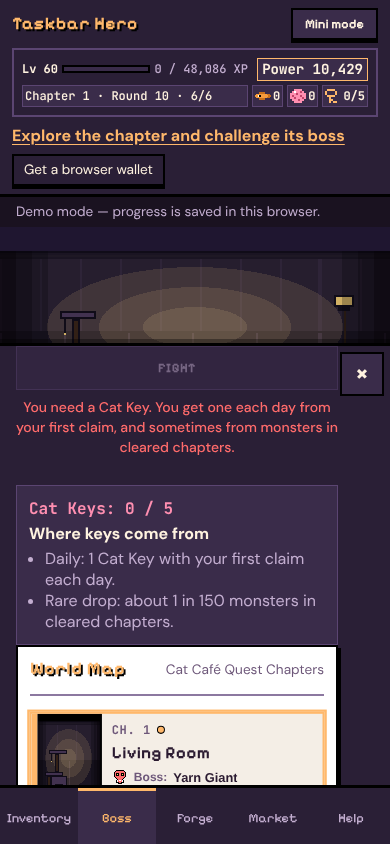 Taskbar Hero
Mini mode
Lv 60
0 / 48,086 XP
Power 10,429
Chapter 1 · Round 10 · 6/6
0
0
0/5
Explore the chapter and challenge its boss
Get a browser wallet
Demo mode — progress is saved in this browser.
FIGHT
×
You need a Cat Key. You get one each day from
your first claim, and sometimes from monsters in
cleared chapters.
Cat Keys: 0 / 5
Where keys come from
• Daily: 1 Cat Key with your first claim
each day.
• Rare drop: about 1 in 150 monsters in
cleared chapters.
World Map
Cat Café Quest Chapters
CH. 1
Living Room
Boss: Yarn Giant
Inventory
Boss
Forge
Market
Help